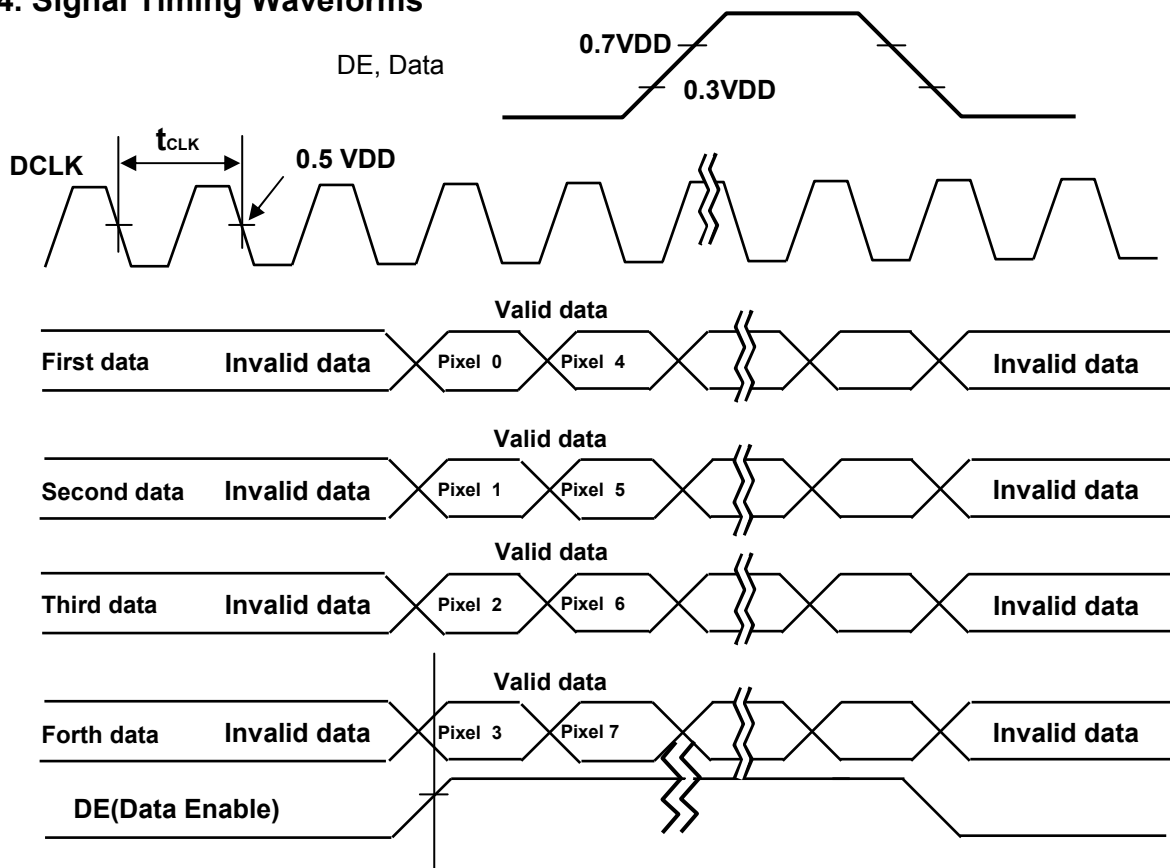 4. Signal Timing Waveforms
0.7VDD
DE, Data
0.3VDD
tCLK
DCLK
0.5 VDD
Valid data
First data Invalid data Pixel 0 Pixel 4 Invalid data
Valid data
Second data Invalid data Pixel 1 Pixel 5 Invalid data
Valid data
Third data Invalid data Pixel 2 Pixel 6 Invalid data
Valid data
Forth data Invalid data Pixel 3 Pixel 7 Invalid data
DE(Data Enable)